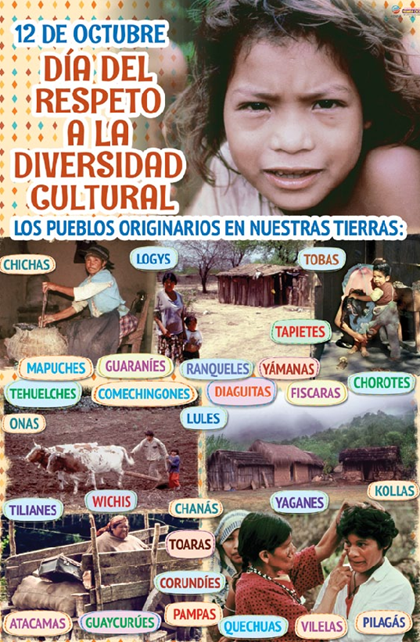 12 DE OCTUBRE
DÍA DEL
RESPETO
A LA
DIVERSIDAD
CULTURAL
LOS PUEBLOS ORIGINARIOS EN NUESTRAS TIERRAS:
CHICHAS
LOGYS
TOBAS
TAPIETES
MAPUCHES
GUARANÍES
RANQUELES
YÁMANAS
TEHUELCHES
COMECHINGONES
DIAGUITAS
FISCARAS
CHOROTES
ONAS
LULES
KOLLAS
TILIANES
WICHIS
CHANÁS
YAGANES
TOARAS
CORUNDÍES
ATACAMAS
GUAYCURÚES
PAMPAS
QUECHUAS
VILELAS
PILAGÁS